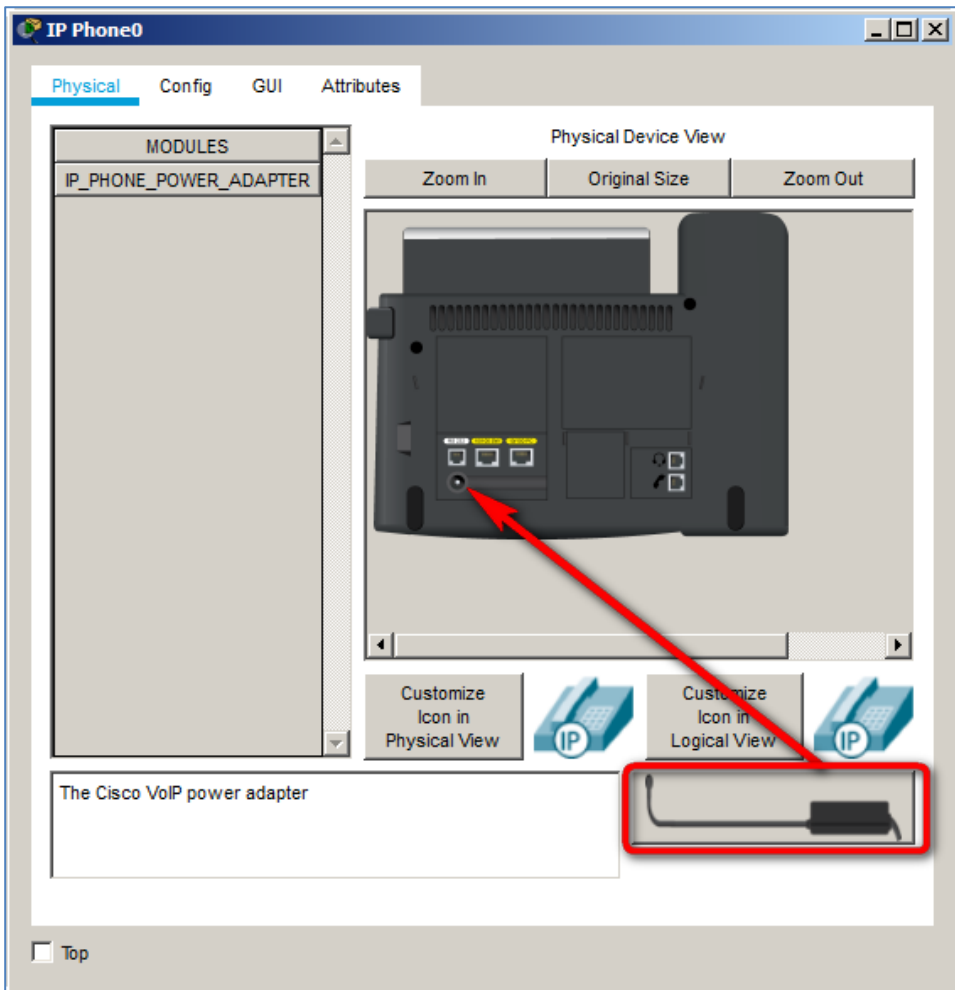 IP Phone0
Physical Config GUI Attributes
MODULES
IP_PHONE_POWER_ADAPTER
Physical Device View
Zoom In Original Size Zoom Out
Customize
Icon in
Physical View
IP
Customize
Icon in
Logical View
IP
The Cisco VoIP power adapter
Top